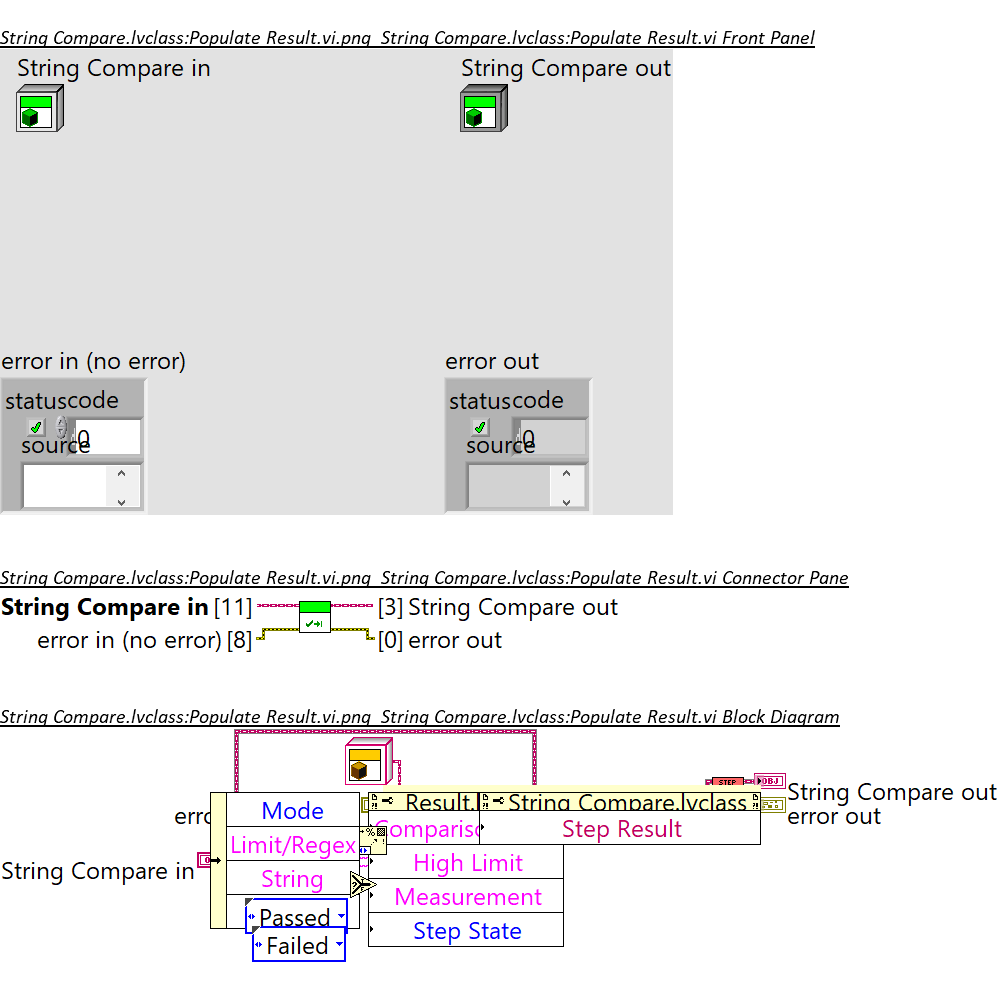 String Compare.lvclass:Populate Result.vi.png  String Compare.lvclass:Populate Result.vi Front Panel
String Compare in
String Compare out
error in (no error)
error out
status code
0
source
status code
0
source
String Compare.lvclass:Populate Result.vi.png  String Compare.lvclass:Populate Result.vi Connector Pane
String Compare in [11]
[3] String Compare out
error in (no error) [8]
[0] error out
String Compare.lvclass:Populate Result.vi.png  String Compare.lvclass:Populate Result.vi Block Diagram
STEP
OBJ
String Compare out
error out
String Compare in
Mode
Limit/Regex
String
Passed
Failed
Result.
High Limit
Measurement
Step State
String Compare.lvclass
Step Result